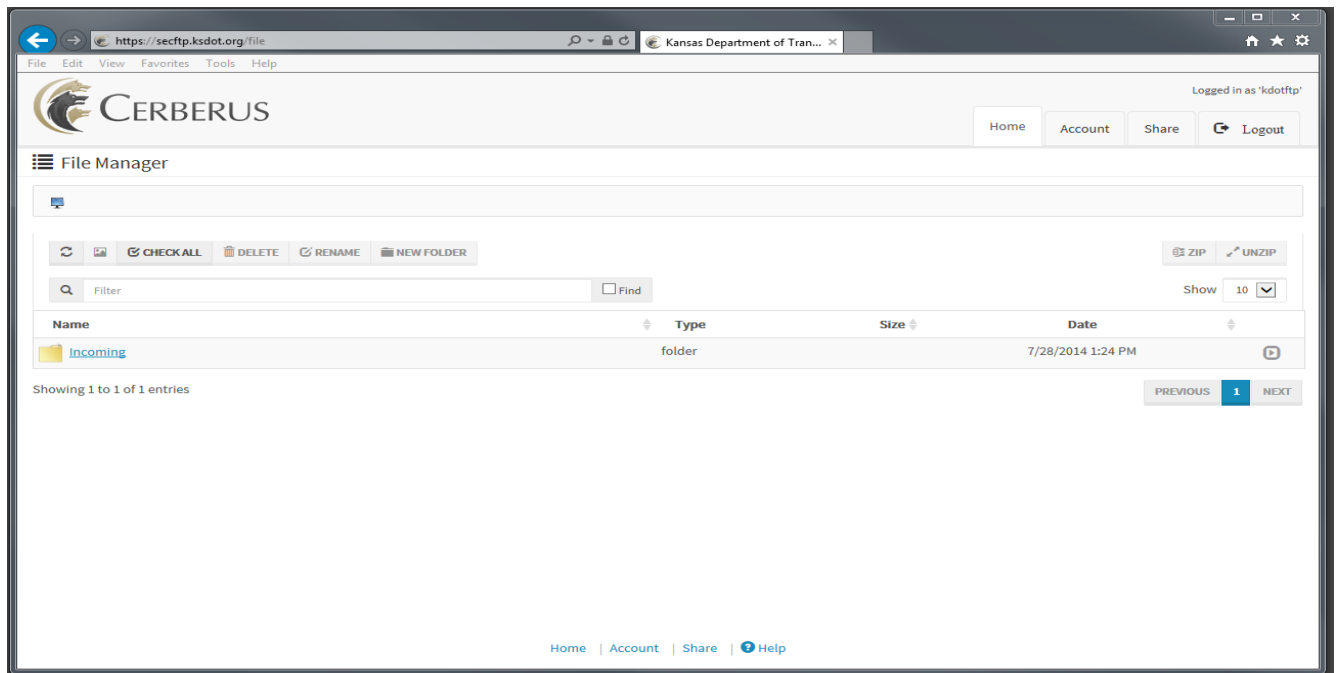 https://secftp.ksdot.org/file
Kansas Department of Tran...
File Edit View Favorites Tools Help
CERBERUS
Logged in as 'kdotftp'
Home Account Share Logout
File Manager
CHECK ALL DELETE RENAME NEW FOLDER ZIP UNZIP
Filter Find Show 10
Name Type Size Date
Incoming folder 7/28/2014 1:24 PM
Showing 1 to 1 of 1 entries PREVIOUS 1 NEXT
Home | Account | Share | Help